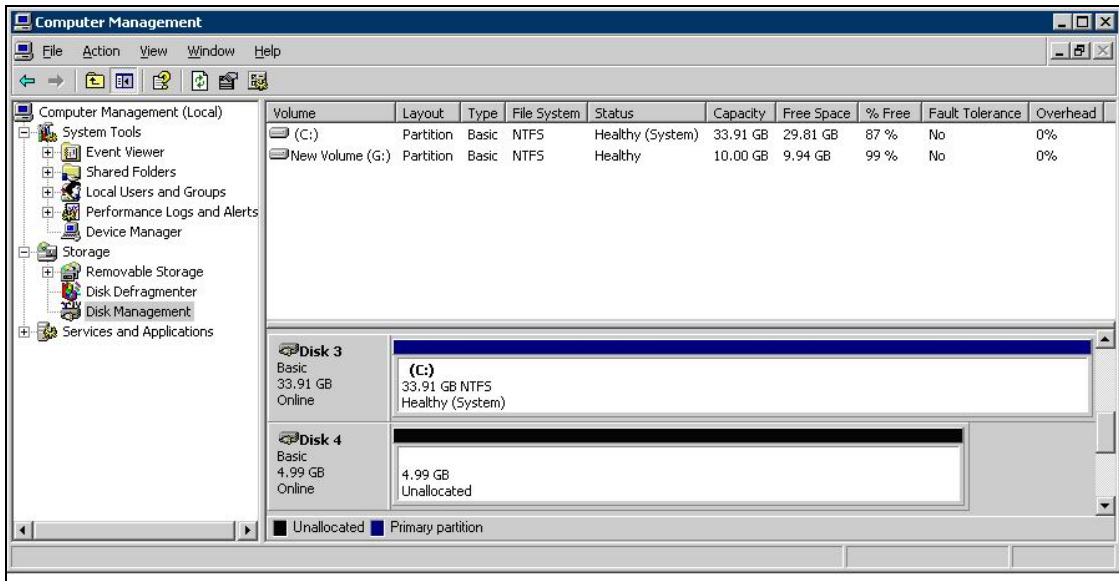 Computer Management
File Action View Window Help
Computer Management (Local)
System Tools
Event Viewer
Shared Folders
Local Users and Groups
Performance Logs and Alerts
Device Manager
Storage
Removable Storage
Disk Defragmenter
Disk Management
Services and Applications
Volume Layout Type File System Status Capacity Free Space % Free Fault Tolerance Overhead
(C:) Partition Basic NTFS Healthy (System) 33.91 GB 29.81 GB 87 % No 0%
New Volume (G:) Partition Basic NTFS Healthy 10.00 GB 9.94 GB 99 % No 0%
Disk 3
Basic
33.91 GB
Online
(C:)
33.91 GB NTFS
Healthy (System)
Disk 4
Basic
4.99 GB
Online
4.99 GB
Unallocated
Unallocated Primary partition